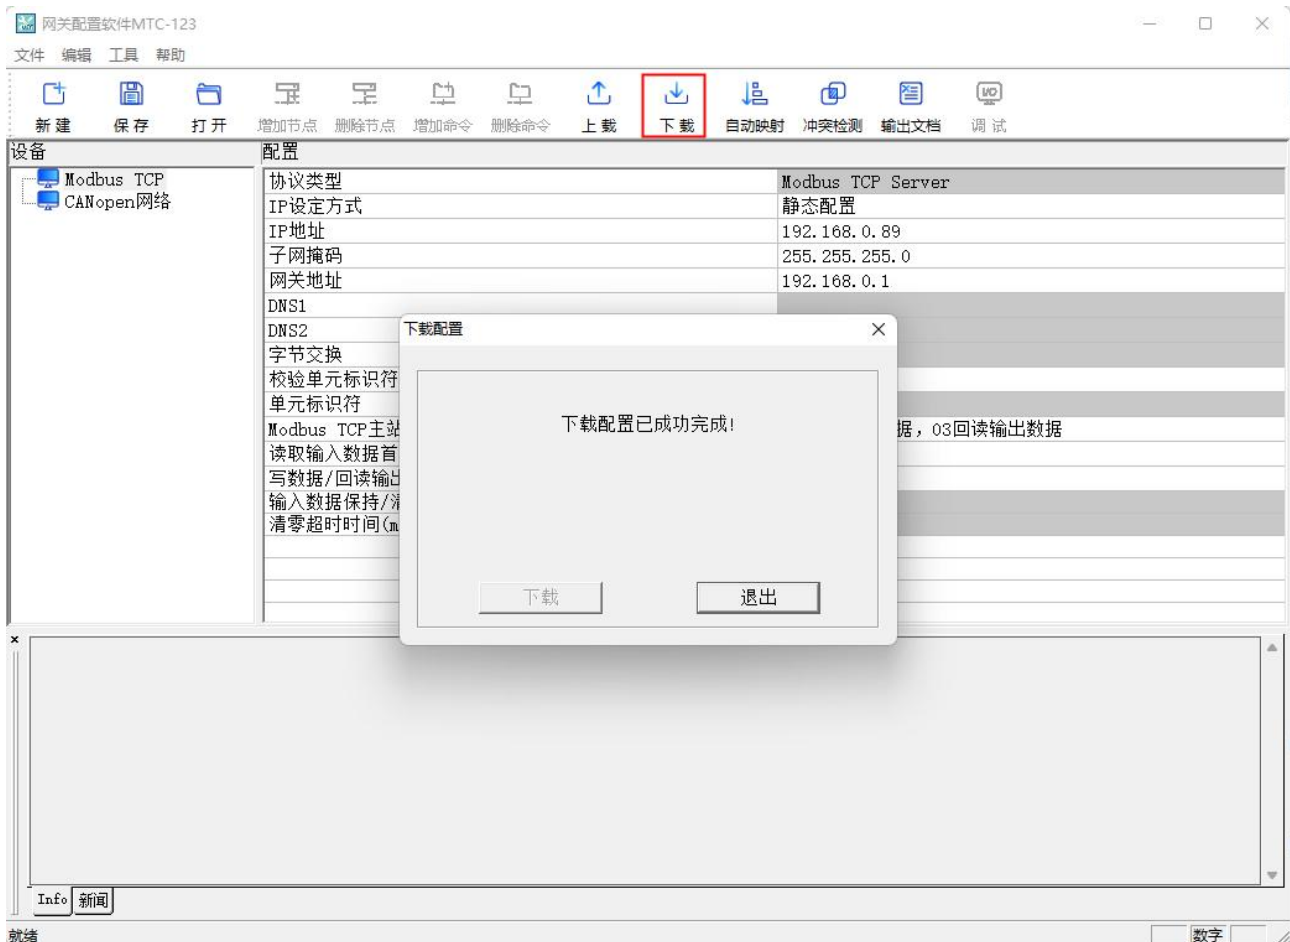 网关配置软件MTC-123
文件 编辑 工具 帮助
新建 保存 打开 增加节点 删除节点 增加命令 删除命令 上载 下载 自动映射 冲突检测 输出文档 调试
设备
Modbus TCP
CANopen网络
配置
协议类型 Modbus TCP Server
IP设定方式 静态配置
IP地址 192.168.0.89
子网掩码 255.255.255.0
网关地址 192.168.0.1
DNS1
DNS2
字节交换
校验单元标识符
单元标识符
Modbus TCP主站 据，03回读输出数据
读取输入数据首
写数据/回读输出
输入数据保持/清
清零超时时间(m
下载配置
下载配置已成功完成!
下载 退出
Info 新闻
就绪 数字